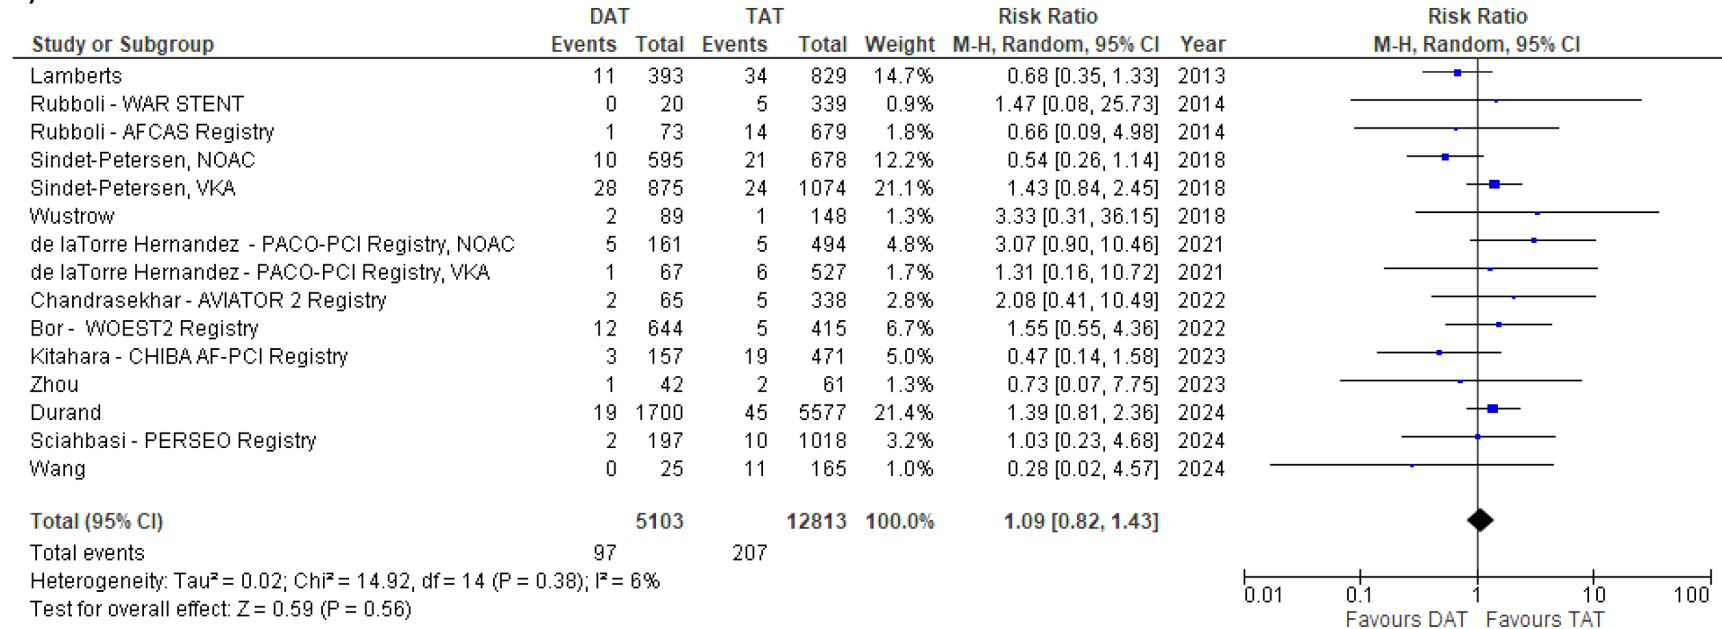 DAT TAT Risk Ratio Risk Ratio
Study or Subgroup Events Total Events Total Weight M-H, Random, 95% CI Year M-H, Random, 95% CI
Lamberts 11 393 34 829 14.7% 0.68 [0.35, 1.33] 2013
Rubboli - WAR STENT 0 20 5 339 0.9% 1.47 [0.08, 25.73] 2014
Rubboli - AFCAS Registry 1 73 14 679 1.8% 0.66 [0.09, 4.98] 2014
Sindet-Petersen, NOAC 10 595 21 678 12.2% 0.54 [0.26, 1.14] 2018
Sindet-Petersen, VKA 28 875 24 1074 21.1% 1.43 [0.84, 2.45] 2018
Wustrow 2 89 1 148 1.3% 3.33 [0.31, 36.15] 2018
de laTorre Hernandez - PACO-PCI Registry, NOAC 5 161 5 494 4.8% 3.07 [0.90, 10.46] 2021
de laTorre Hernandez - PACO-PCI Registry, VKA 1 67 6 527 1.7% 1.31 [0.16, 10.72] 2021
Chandrasekhar - AVIATOR 2 Registry 2 65 5 338 2.8% 2.08 [0.41, 10.49] 2022
Bor - WOEST2 Registry 12 644 5 415 6.7% 1.55 [0.55, 4.36] 2022
Kitahara - CHIBA AF-PCI Registry 3 157 19 471 5.0% 0.47 [0.14, 1.58] 2023
Zhou 1 42 2 61 1.3% 0.73 [0.07, 7.75] 2023
Durand 19 1700 45 5577 21.4% 1.39 [0.81, 2.36] 2024
Sciahbasi - PERSEO Registry 2 197 10 1018 3.2% 1.03 [0.23, 4.68] 2024
Wang 0 25 11 165 1.0% 0.28 [0.02, 4.57] 2024
Total (95% CI) 5103 12813 100.0% 1.09 [0.82, 1.43]
Total events 97 207
Heterogeneity: Tau² = 0.02; Chi² = 14.92, df = 14 (P = 0.38); I² = 6%
Test for overall effect: Z = 0.59 (P = 0.56)
0.01 0.1 1 10 100
Favours DAT Favours TAT